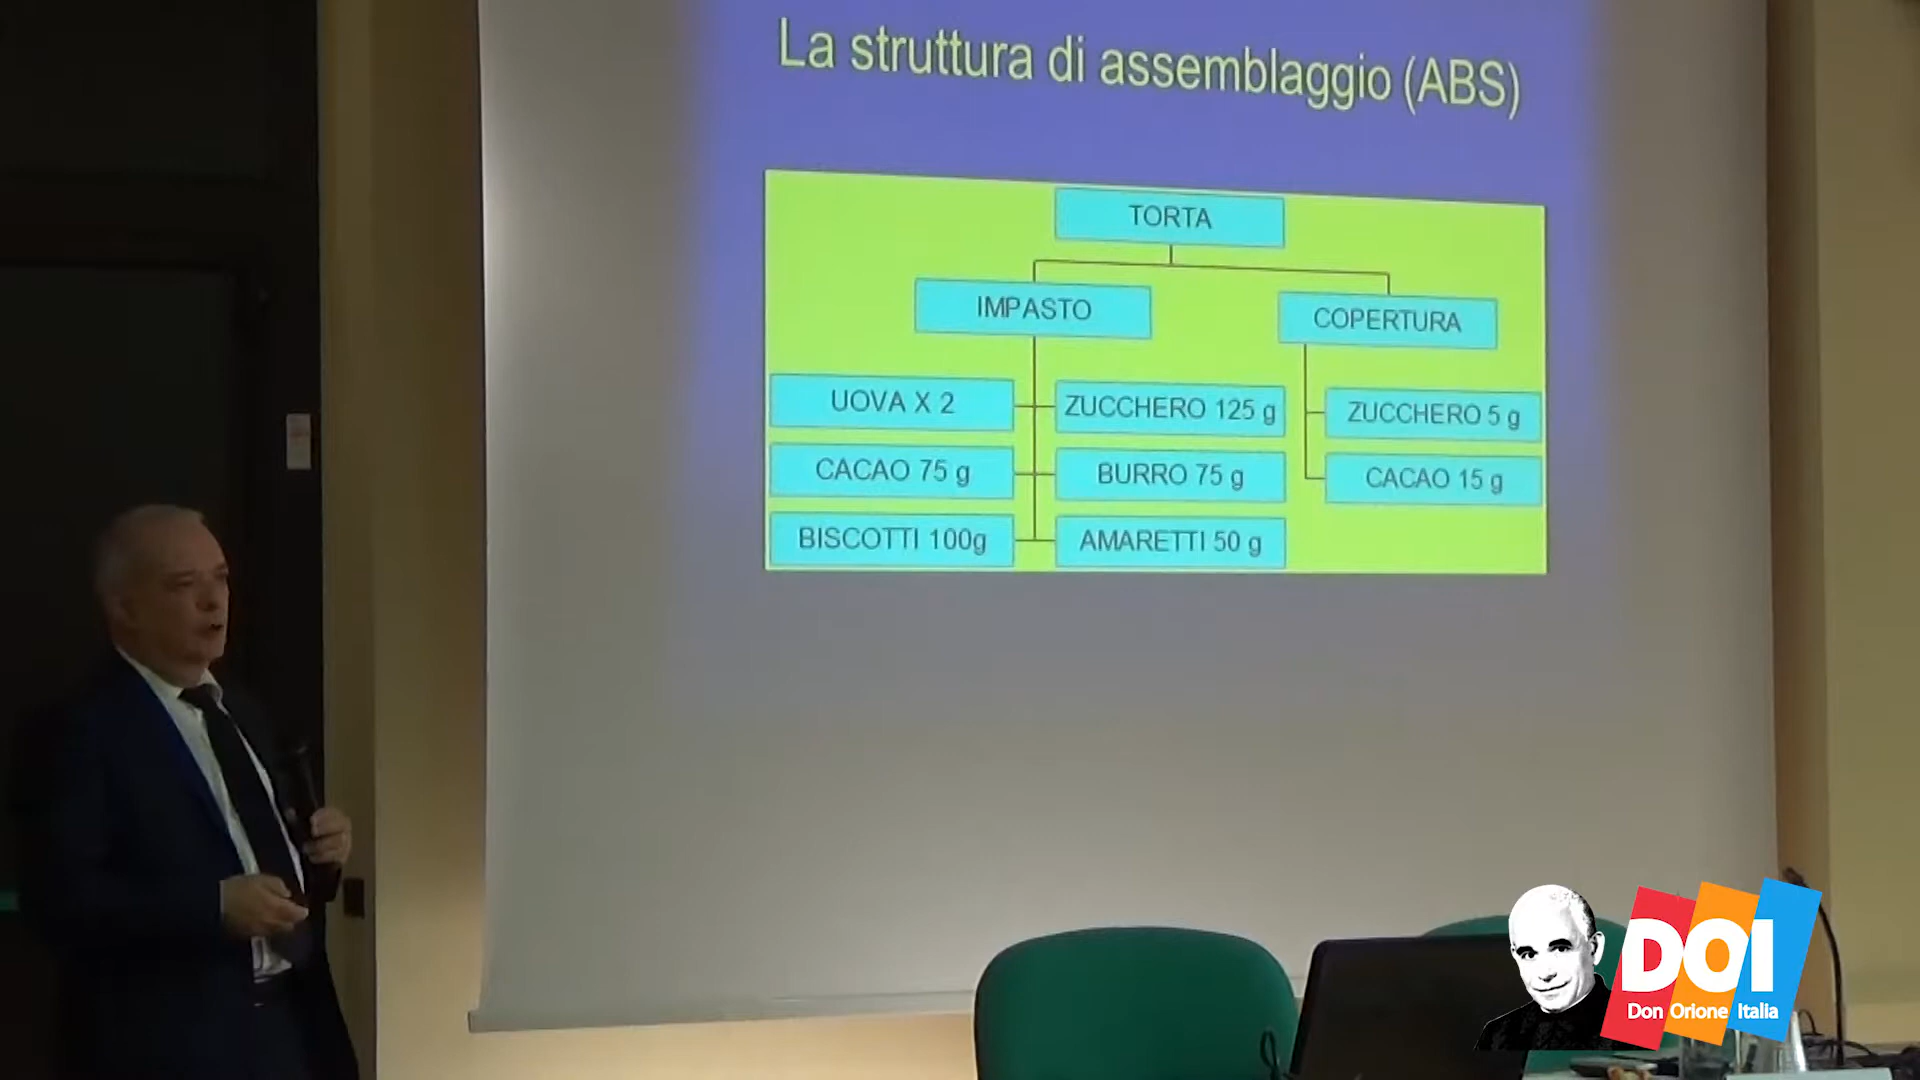 La struttura di assemblaggio (ABS)
TORTA
IMPASTO
COPERTURA
UOVA X 2
ZUCCHERO 125 g
ZUCCHERO 5 g
CACAO 75 g
BURRO 75 g
CACAO 15 g
BISCOTTI 100g
AMARETTI 50 g
DOI
Don Orione Italia